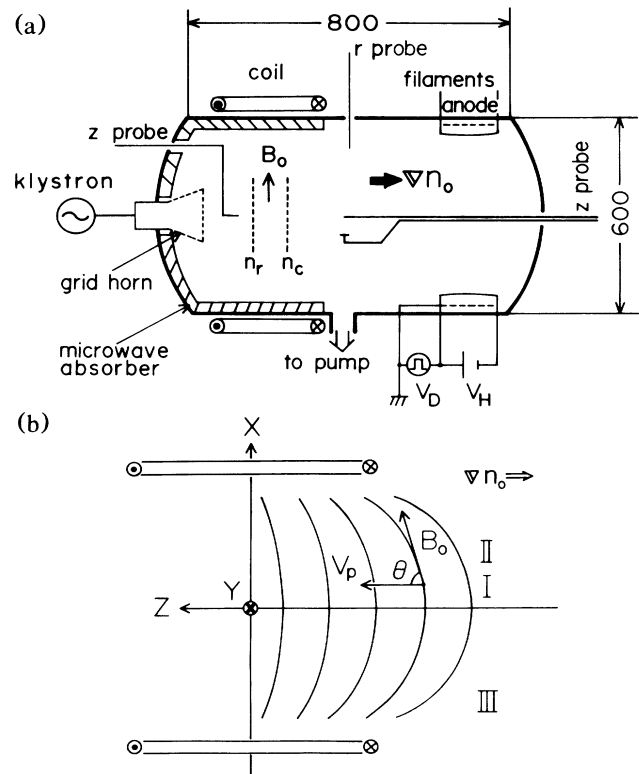 (a)
800
r probe
coil
filaments
anode
z probe
B₀
∇n₀
klystron
z probe
600
grid horn
n_r
n_c
microwave
absorber
to pump
V_D
V_H
(b)
X
∇n₀⇒
B₀
II
V_p
θ
I
Z
Y
III